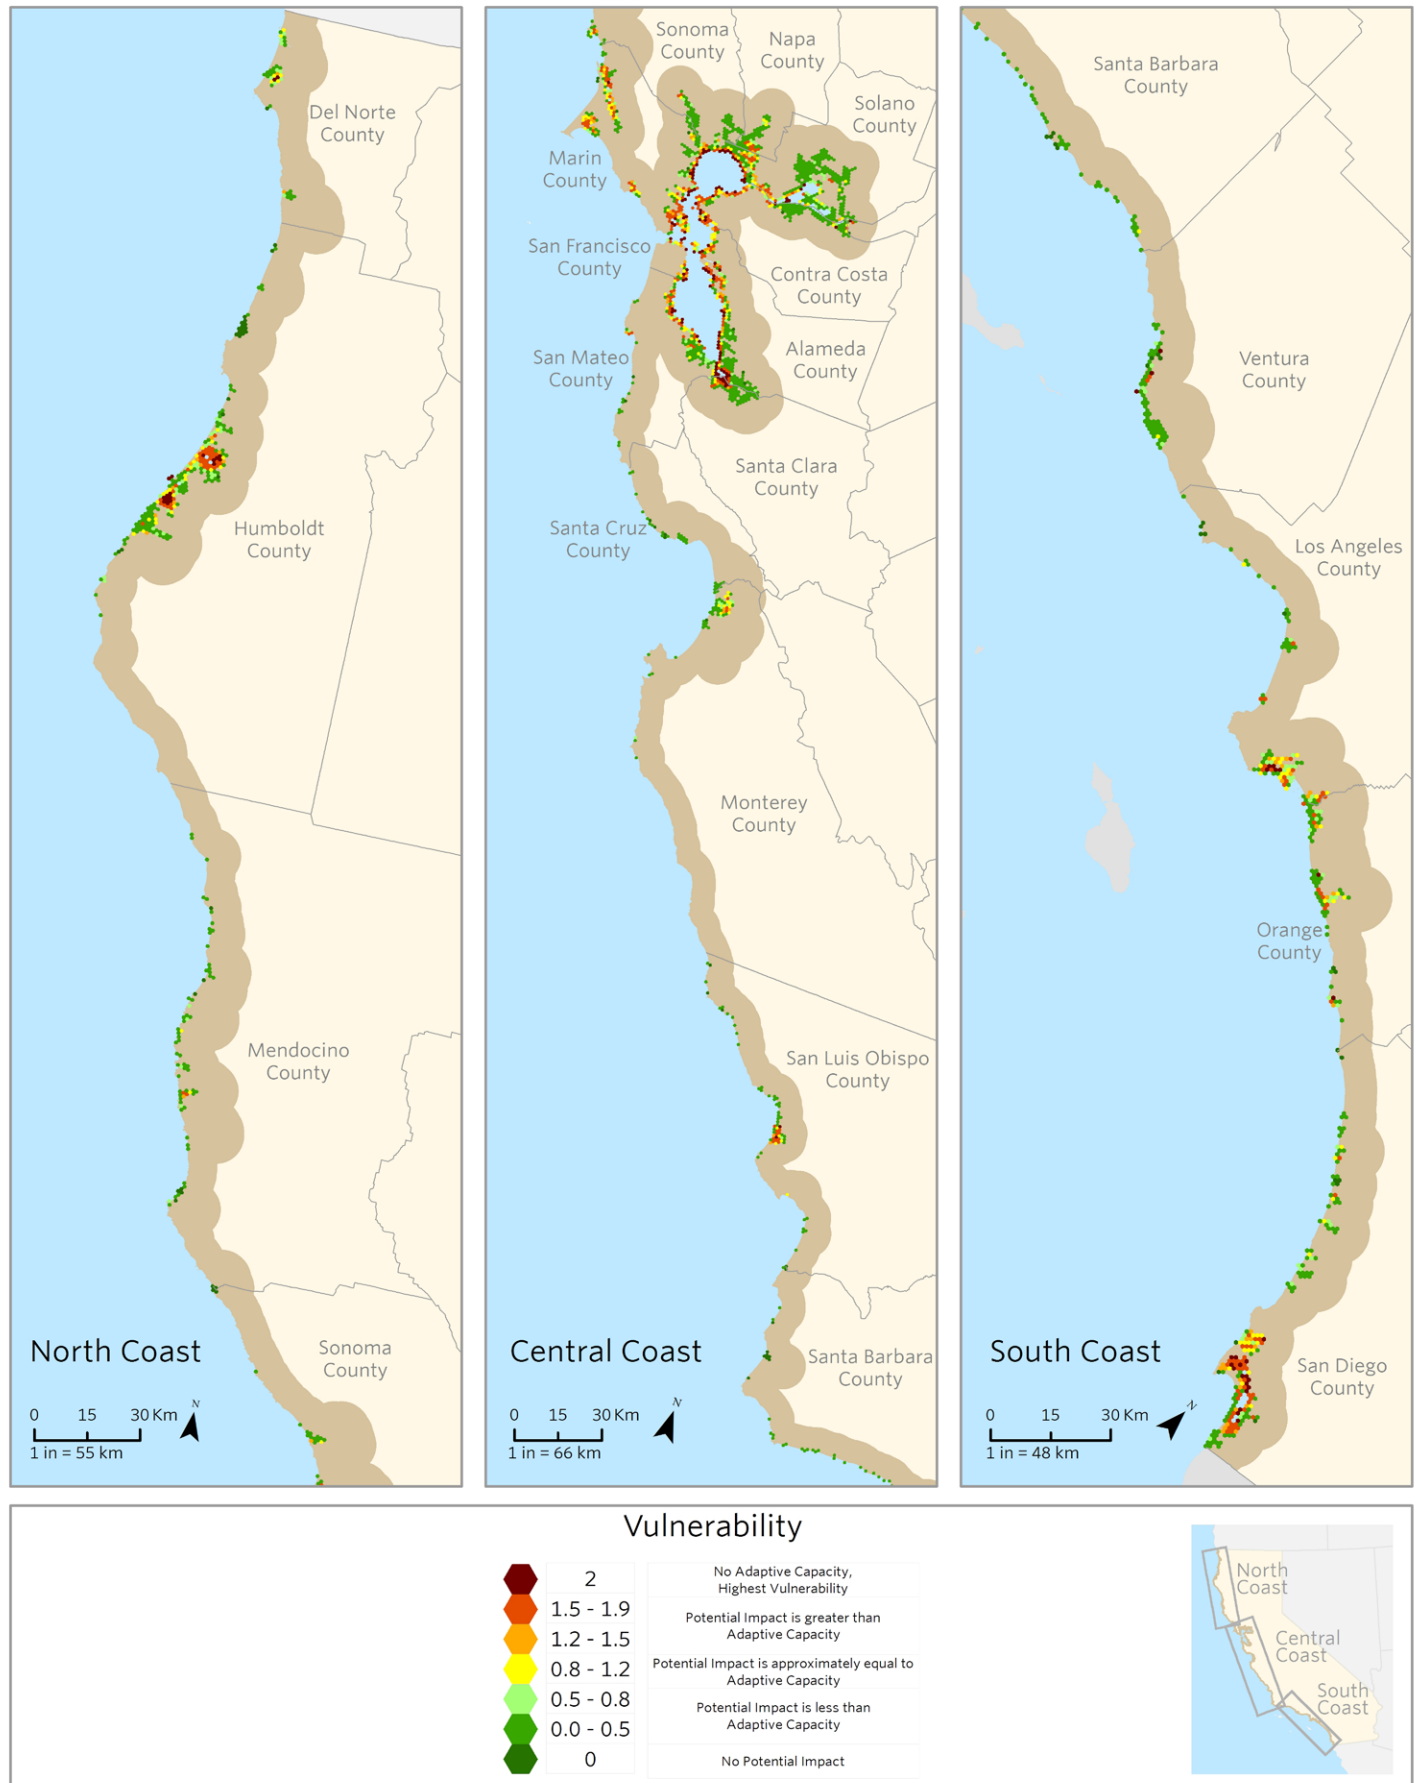 Del Norte
County
Humboldt
County
Mendocino
County
Sonoma
County
North Coast
0 15 30 Km
N
1 in = 55 km
Sonoma
County
Napa
County
Solano
County
Marin
County
San Francisco
County
Contra Costa
County
San Mateo
County
Alameda
County
Santa Clara
County
Santa Cruz
County
Monterey
County
San Luis Obispo
County
Santa Barbara
County
Central Coast
0 15 30 Km
N
1 in = 66 km
Santa Barbara
County
Ventura
County
Los Angeles
County
Orange
County
San Diego
County
South Coast
0 15 30 Km
N
1 in = 48 km
Vulnerability
2
No Adaptive Capacity,
Highest Vulnerability
1.5 - 1.9
1.2 - 1.5
Potential Impact is greater than
Adaptive Capacity
0.8 - 1.2
Potential Impact is approximately equal to
Adaptive Capacity
0.5 - 0.8
0.0 - 0.5
Potential Impact is less than
Adaptive Capacity
0
No Potential Impact
North
Coast
Central
Coast
South
Coast